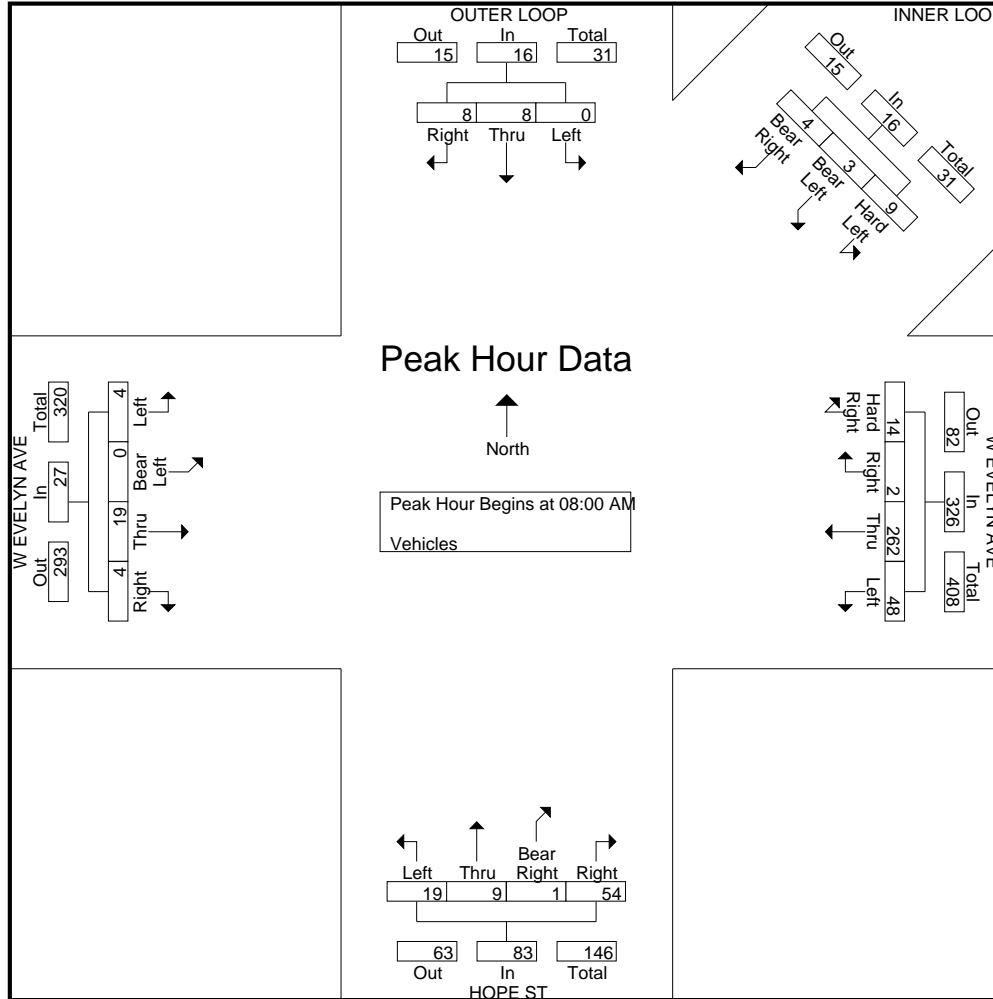 OUTER LOOP
Out In Total
15 16 31
8 8 0
Right Thru Left
INNER LOO
Out
15
In
16
Total
31
4 3 9
Bear
Right
Bear
Left
Hard
Left
Peak Hour Data
North
Peak Hour Begins at 08:00 AM
Vehicles
W EVELYN AVE
Total
320
In
27
Out
293
4
Left
0
Bear
Left
19
Thru
4
Right
Hard
Right
14
Right
2
Thru
262
Left
48
Out
82
In
326
Total
408
W EVELYN AVE
Left Thru Bear
Right Right
19 9 1 54
63 83 146
Out In Total
HOPE ST